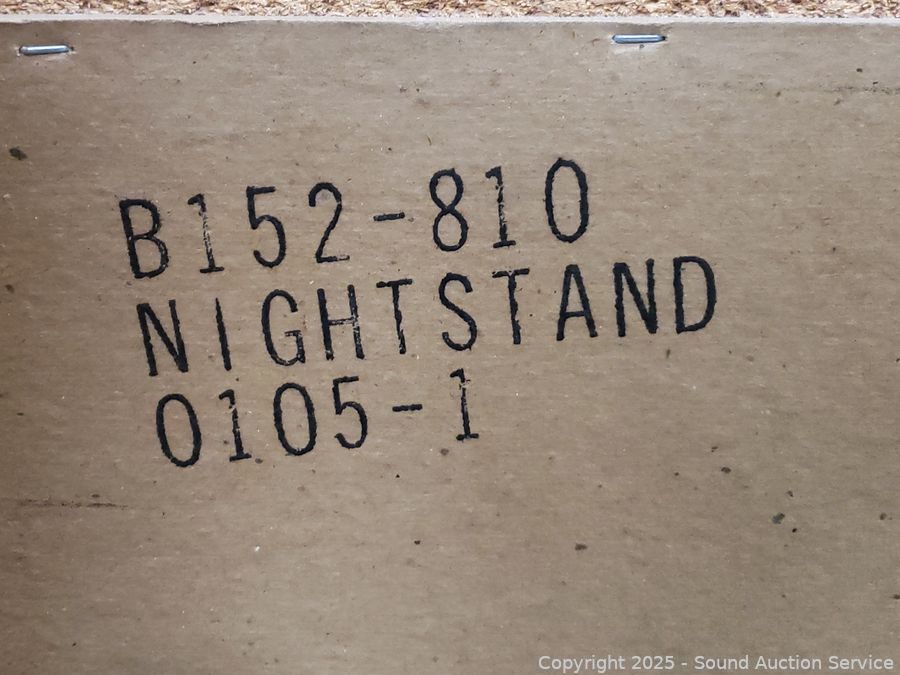 B152-810
NIGHTSTAND
0105-1
Copyright 2025 - Sound Auction Service